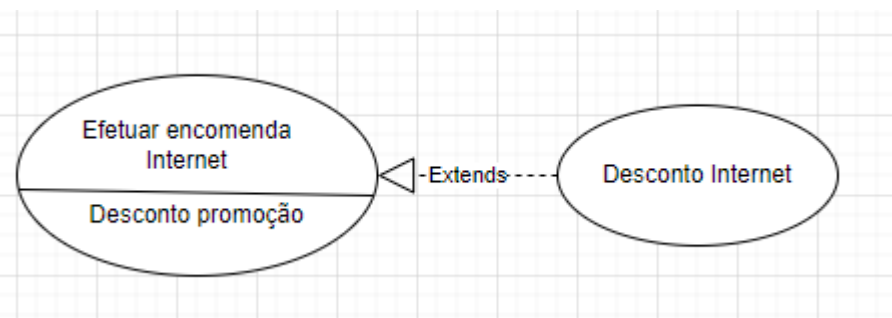 Efetuar encomenda
Internet
Desconto promoção
Extends
Desconto Internet